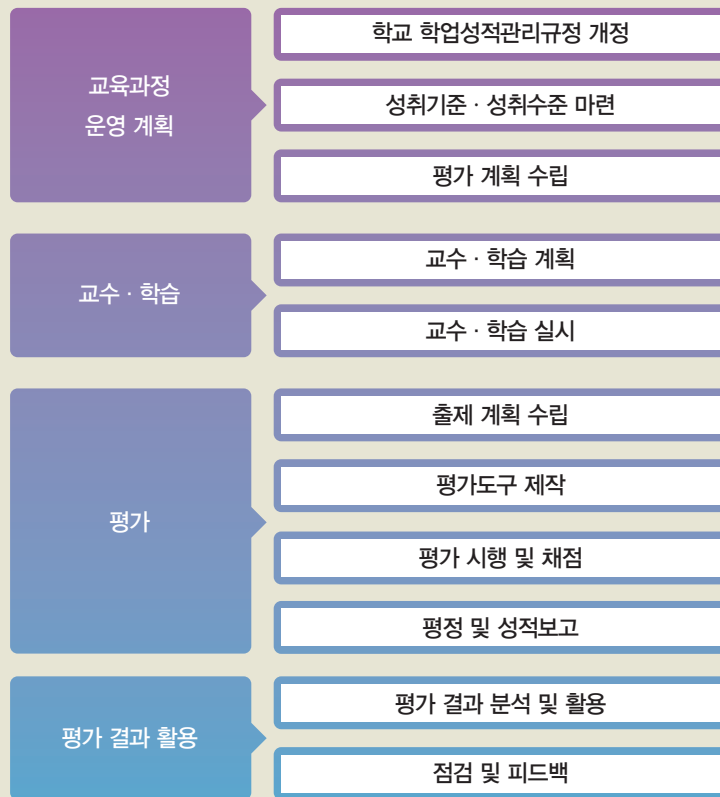 교육과정
운영 계획
학교 학업성적관리규정 개정
성취기준 · 성취수준 마련
평가 계획 수립
교수 · 학습
교수 · 학습 계획
교수 · 학습 실시
평가
출제 계획 수립
평가도구 제작
평가 시행 및 채점
평정 및 성적보고
평가 결과 활용
평가 결과 분석 및 활용
점검 및 피드백